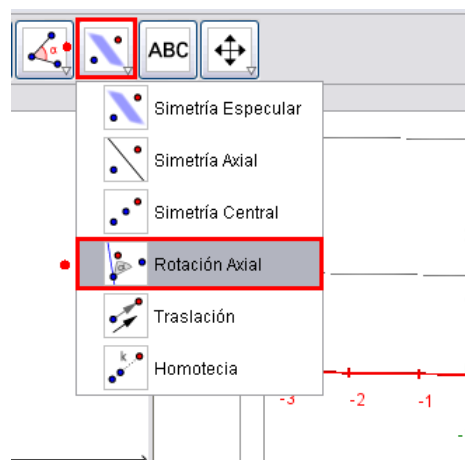 α
ABC
Simetría Especular
Simetría Axial
Simetría Central
α
Rotación Axial
Traslación
k
Homotecia
-3 -2 -1
-